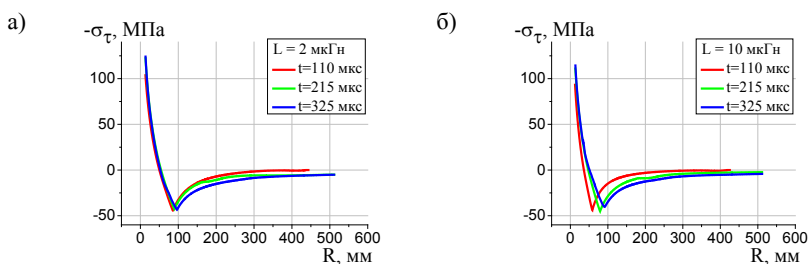 а)
-στ, МПа
L = 2 мкГн
t=110 мкс
t=215 мкс
t=325 мкс
100
50
0
-50
0 100 200 300 400 500 600
R, мм
б)
-στ, МПа
L = 10 мкГн
t=110 мкс
t=215 мкс
t=325 мкс
100
50
0
-50
0 100 200 300 400 500 600
R, мм